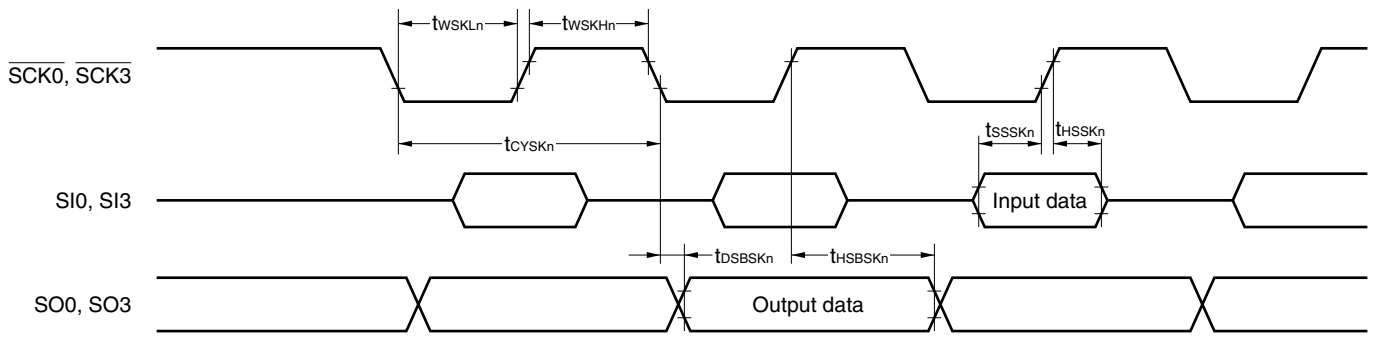 tWSKLn tWSKHn
SCK0, SCK3
tSSSKn tHSSKn
tCYSKn
SI0, SI3 Input data
tDSBSKn tHSBSKn
SO0, SO3 Output data